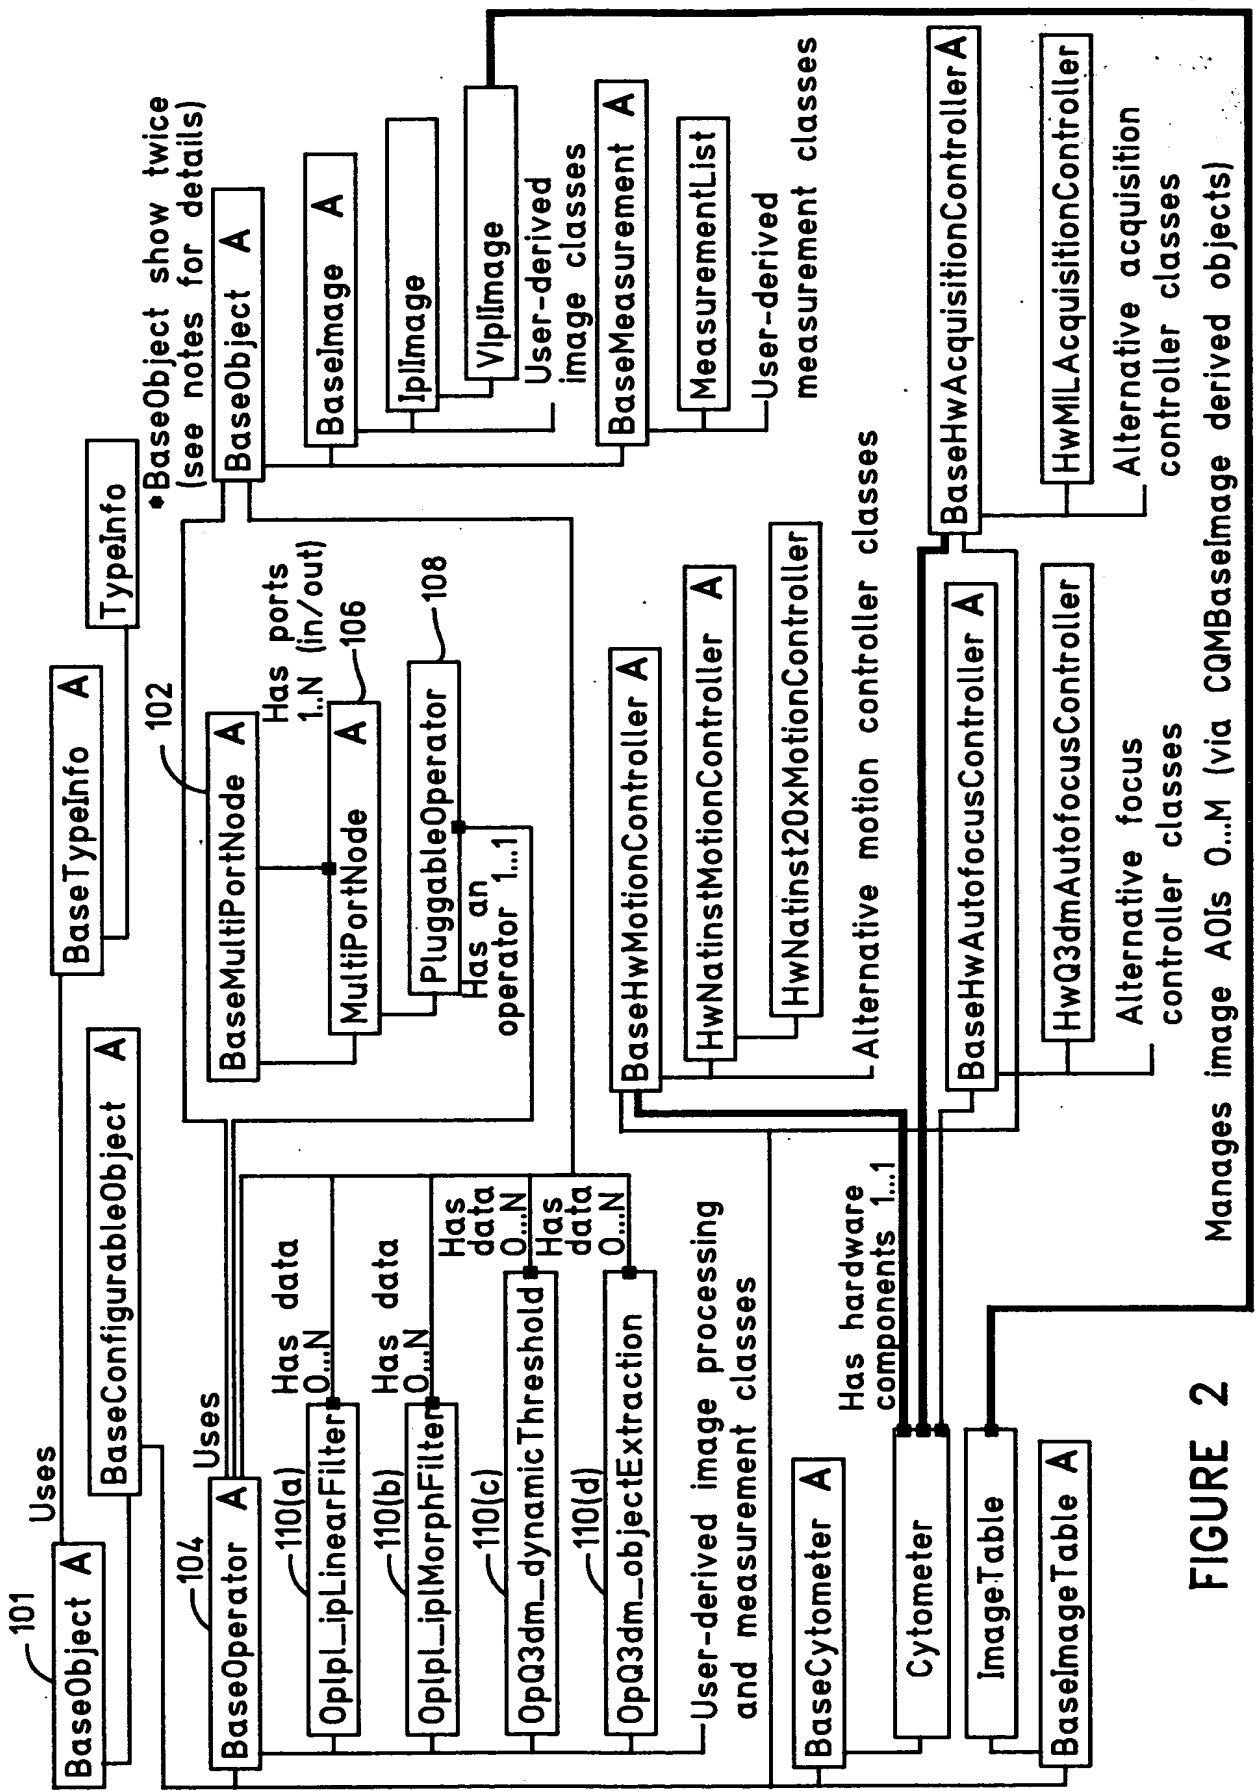 101
BaseObject A
Uses
BaseTypeInfo A
TypeInfo
BaseConfigurableObject A
*BaseObject show twice
(see notes for details)
BaseObject A
104
BaseOperator A
Uses
102
BaseMultiPortNode A
Has ports
1..N (in/out)
MultiPortNode A
106
PluggableOperator
108
Has an
operator 1...1
110(a)
OpIpl_iplLinearFilter
Has data
0...N
110(b)
OpIpl_iplMorphFilter
Has data
0...N
110(c)
OpQ3dm_dynamicThreshold
Has
data
0...N
110(d)
OpQ3dm_objectExtraction
Has
data
0...N
User-derived image processing
and measurement classes
BaseImage A
IplImage
VIplImage
User-derived
image classes
BaseMeasurement A
MeasurementList
User-derived
measurement classes
BaseHwMotionController A
HwNatinstMotionController A
HwNatinst20xMotionController
Alternative motion controller classes
BaseCytometer A
Cytometer
Has hardware
components 1...1
ImageTable
BaseImageTable A
BaseHwAutofocusController A
HwQ3dmAutofocusController
Alternative focus
controller classes
BaseHwAcquisitionController A
HwMILAcquisitionController
Alternative acquisition
controller classes
Manages image AOIs 0...M (via CQMBaseImage derived objects)
FIGURE 2